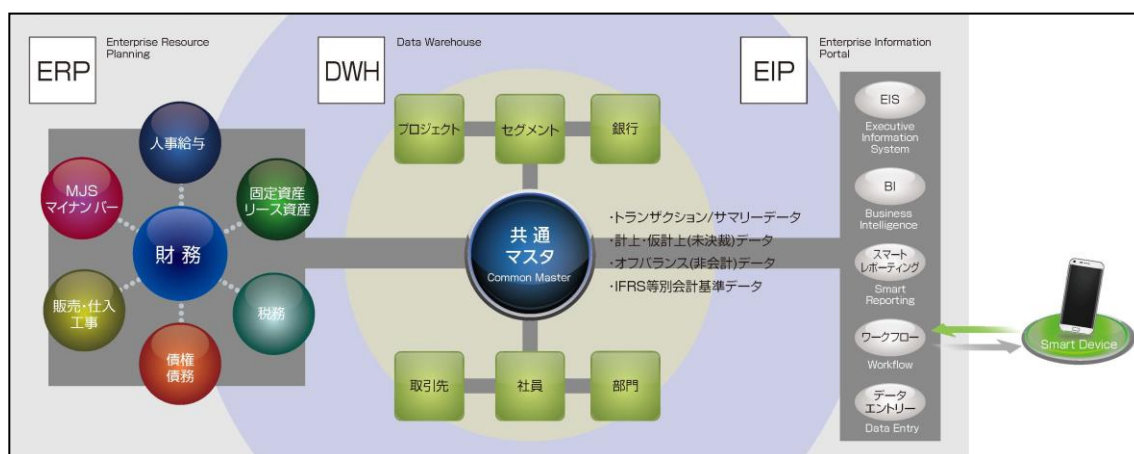 ERP
Enterprise Resource
Planning
人事給与
MJS
マイナンバー
固定資産
リース資産
財務
販売・仕入
工事
税務
債権
債務
DWH
Data Warehouse
プロジェクト
セグメント
銀行
共通
マスタ
Common Master
・トランザクション/サマリーデータ
・計上・仮計上(未決裁)データ
・オフバランス(非会計)データ
・IFRS等別会計基準データ
取引先
社員
部門
EIP
Enterprise Information
Portal
EIS
Executive
Information
System
BI
Business
Intelligence
スマート
レポーティング
Smart
Reporting
ワークフロー
Workflow
データ
エントリー
Data Entry
Smart Device